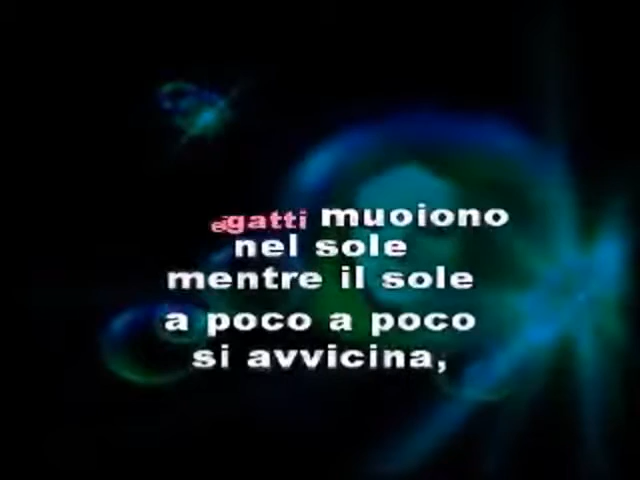 gatti muoiono
nel sole
mentre il sole
a poco a poco
si avvicina,